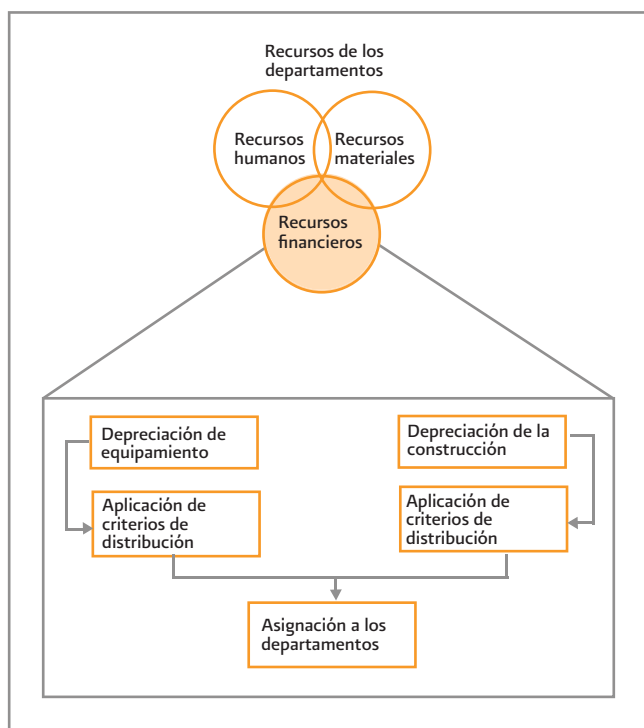 Recursos de los
departamentos
Recursos
humanos
Recursos
materiales
Recursos
financieros
Depreciación de
equipamiento
Depreciación de la
construcción
Aplicación de
criterios de
distribución
Aplicación de
criterios de
distribución
Asignación a los
departamentos